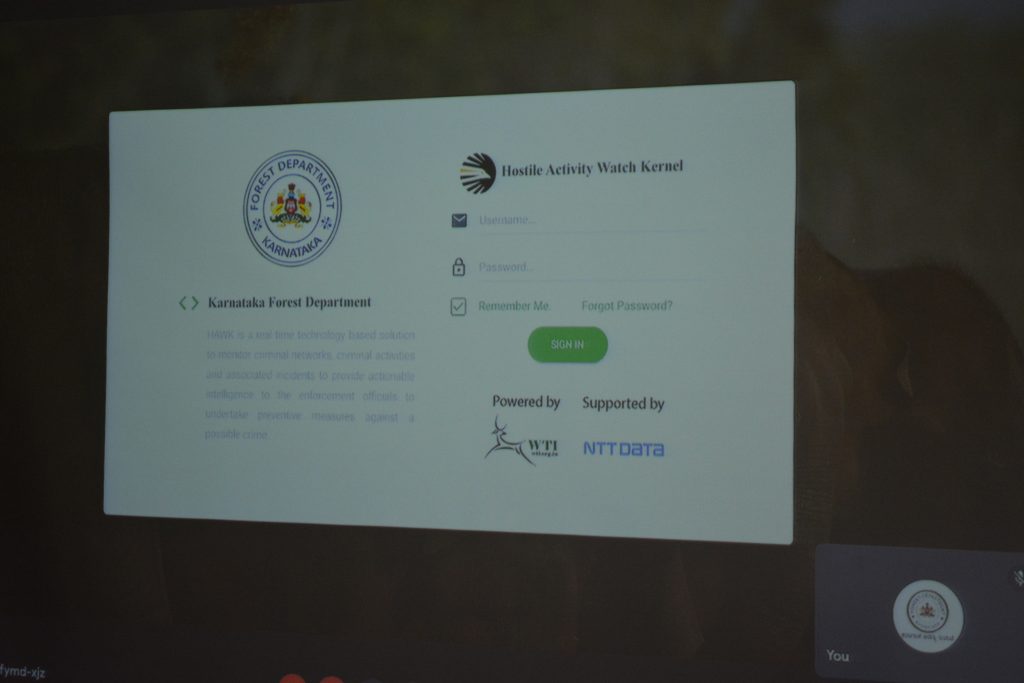 FOREST DEPARTMENT
KARNATAKA
Karnataka Forest Department
HAWK is a real time technology based solution
to monitor criminal networks, criminal activities
and associated incidents to provide actionable
intelligence to the enforcement officials to
undertake preventive measures against a
possible crime.
Hostile Activity Watch Kernel
Username...
Password...
Remember Me
Forgot Password?
SIGN IN
Powered by
Supported by
WTI
NTT DATA
You
fymd-xjz